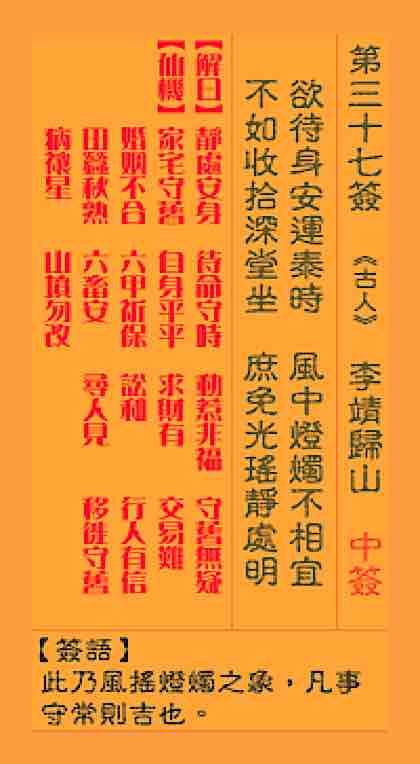 第三十七簽 《古人》 李靖歸山 中簽
欲待身安運泰時 風中燈燭不相宜
不如收拾深堂坐 庶免光瑤靜處明
【解曰】 靜處安身 待命守時 動惹非福 守舊無疑
【仙機】 家宅守舊 自身平平 求財有 交易難
婚姻不合 六甲祈保 訟和 行人有信
田蠶秋熟 六畜安 尋人見 移徙守舊
病禳星 山墳勿改
【簽語】
此乃風搖燈燭之象，凡事
守常則吉也。